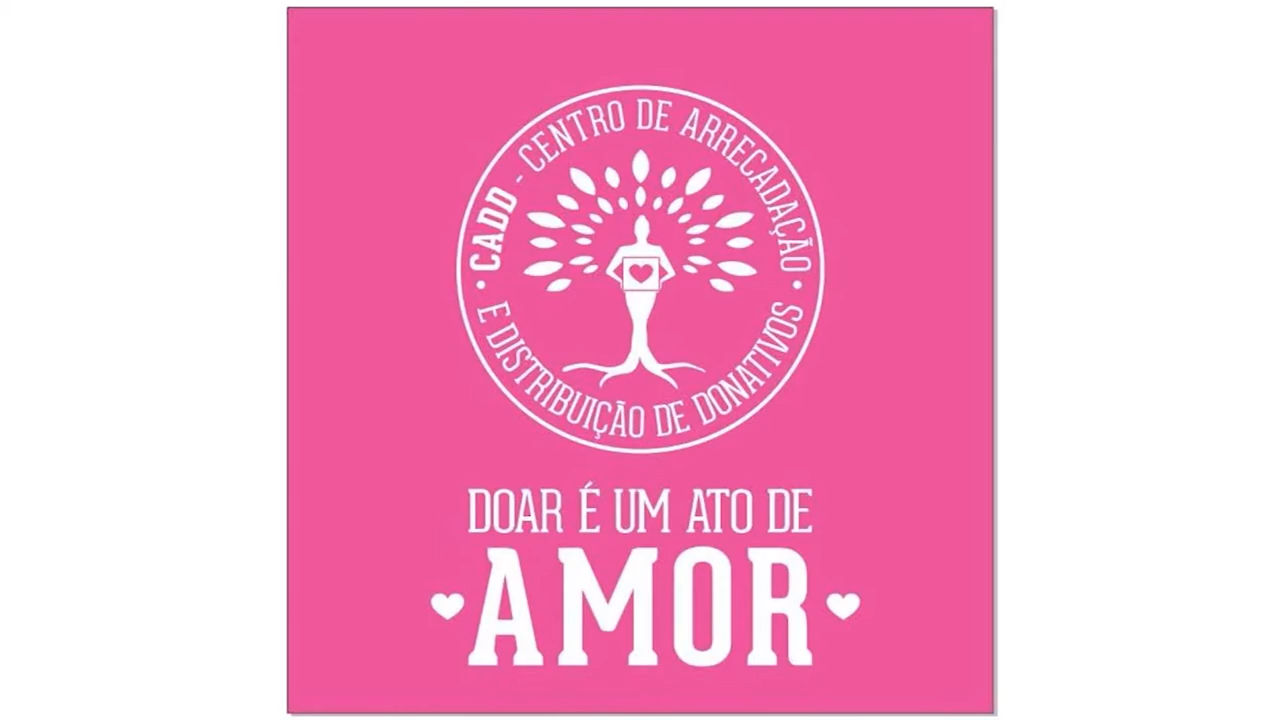 CADD - CENTRO DE ARRECADAÇÃO
• E DISTRIBUIÇÃO DE DONATIVOS •
DOAR É UM ATO DE
AMOR